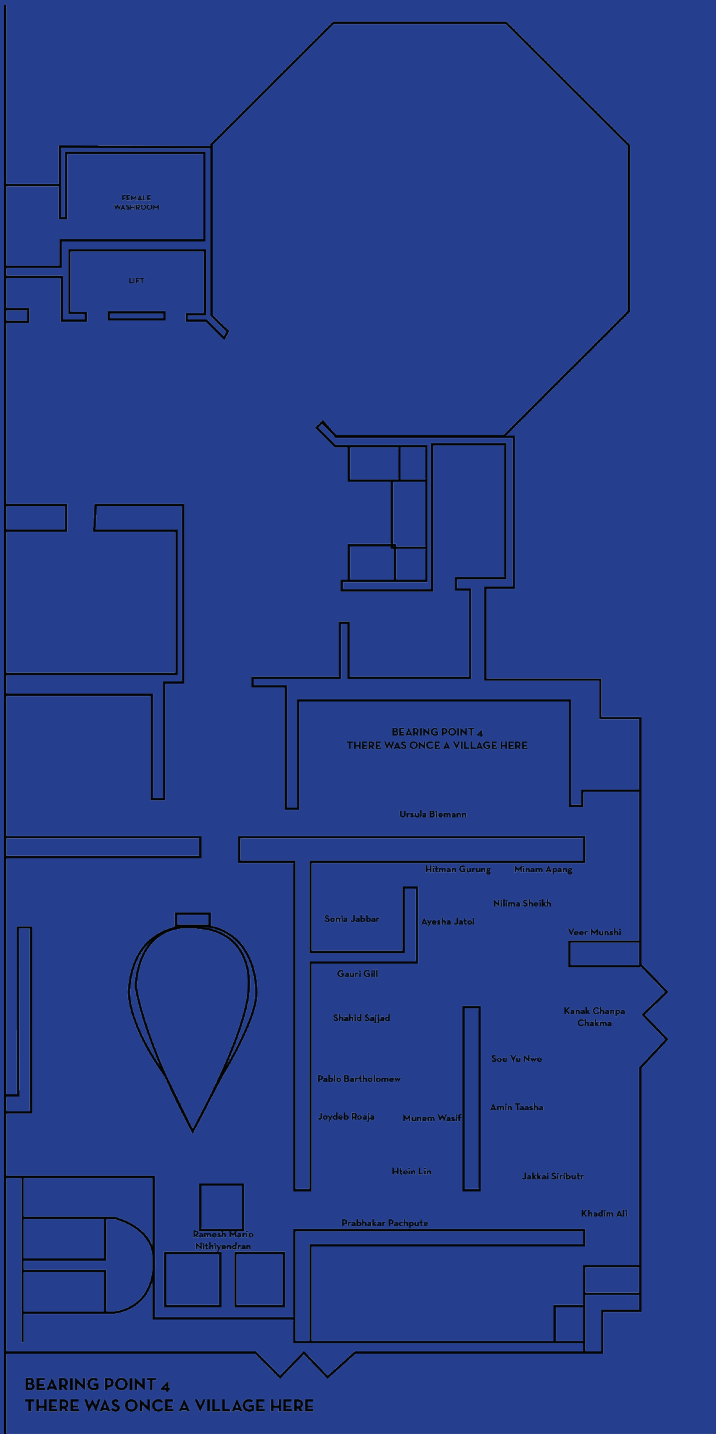 FEMALE
WASHROOM
LIFT
BEARING POINT 4
THERE WAS ONCE A VILLAGE HERE
Ursula Biemann
Hitman Gurung
Minam Apang
Nilima Sheikh
Sonia Jabbar
Ayesha Jatoi
Veer Munshi
Gauri Gill
Kanak Chanpa
Chakma
Shahid Sajjad
Soe Yu Nwe
Pablo Bartholomew
Amin Taasha
Joydeb Roaja
Munem Wasif
Htein Lin
Jakkai Siributr
Khadim Ali
Prabhakar Pachpute
Ramesh Mario
Nithiyendran
BEARING POINT 4
THERE WAS ONCE A VILLAGE HERE